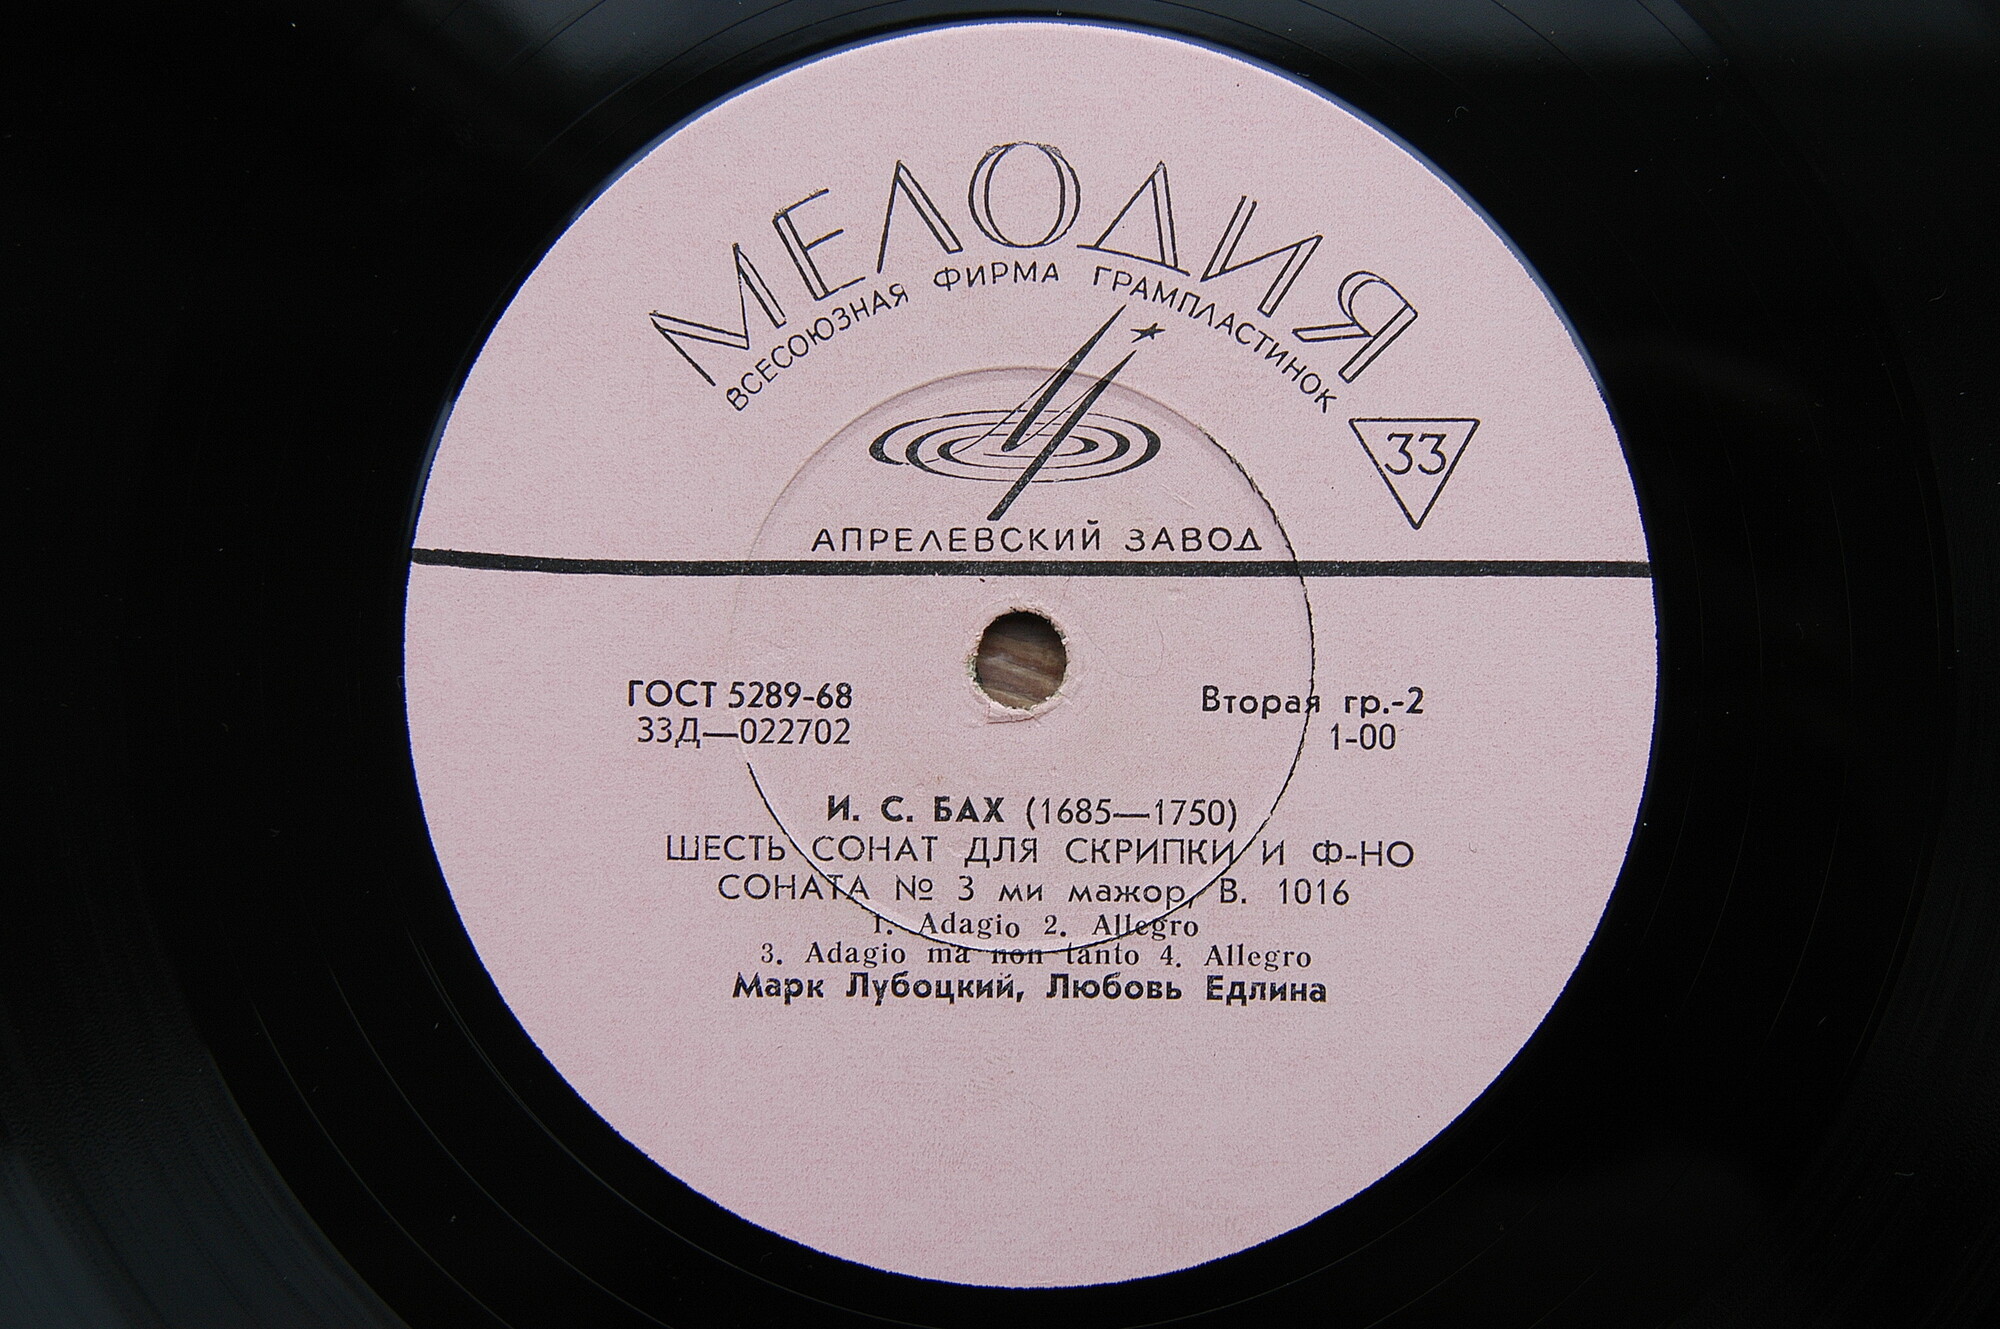 МЕЛОДИЯ
ВСЕСОЮЗНАЯ ФИРМА ГРАМПЛАСТИНОК
33
АПРЕЛЕВСКИЙ ЗАВОД
ГОСТ 5289-68
33Д—022702
Вторая гр.-2
1-00
И. С. БАХ (1685—1750)
ШЕСТЬ СОНАТ ДЛЯ СКРИПКИ И Ф-НО
СОНАТА № 3 ми мажор, В. 1016
1. Adagio 2. Allegro
3. Adagio ma non tanto 4. Allegro
Марк Лубоцкий, Любовь Едлина